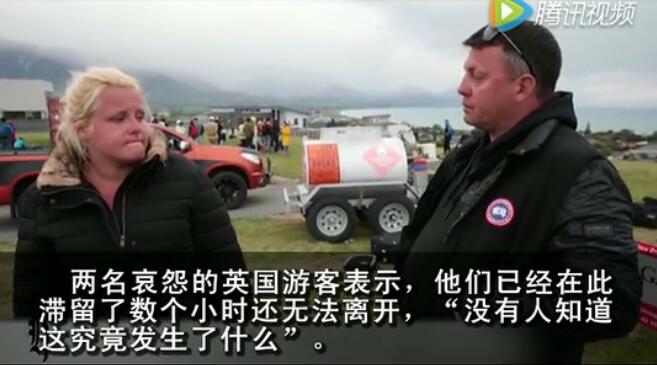 腾讯视频
两名哀怨的英国游客表示，他们已经在此
滞留了数个小时还无法离开，“没有人知道
这究竟发生了什么”。